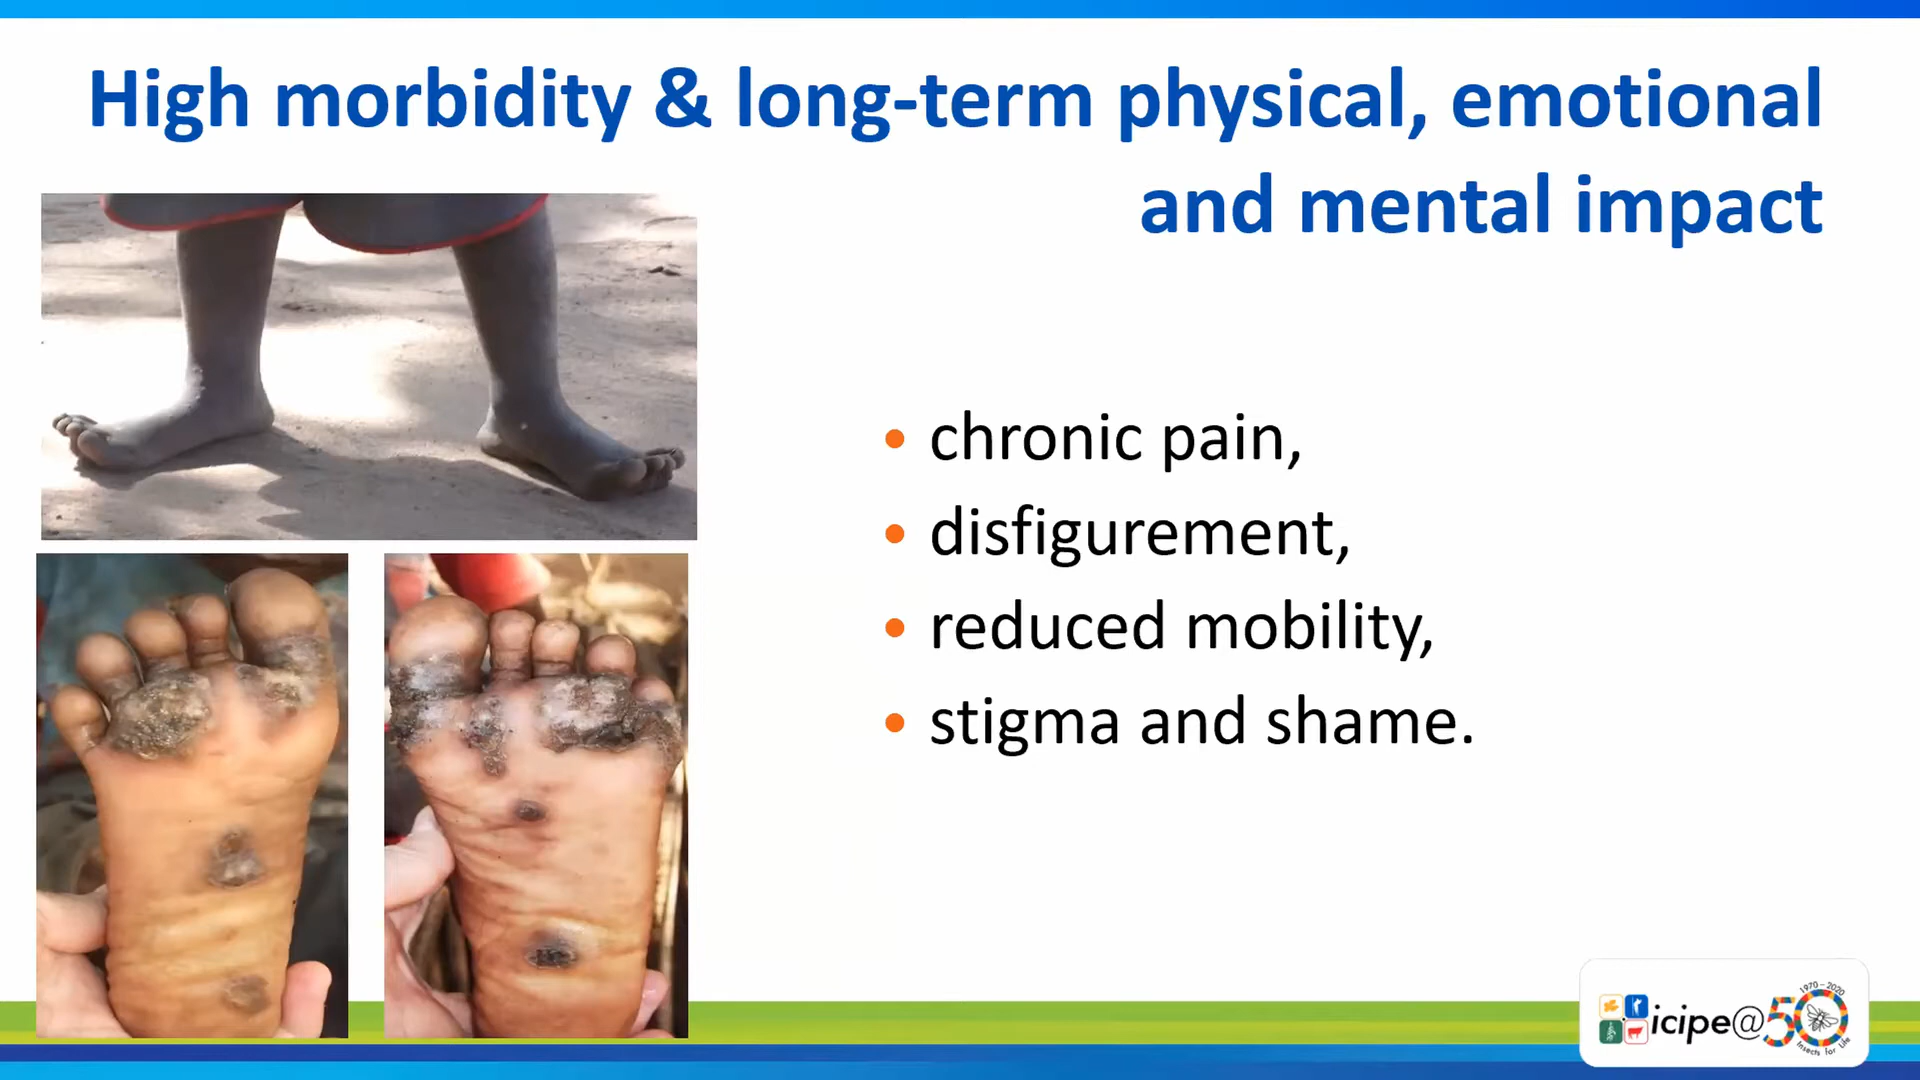 High morbidity & long-term physical, emotional
and mental impact
• chronic pain,
• disfigurement,
• reduced mobility,
• stigma and shame.
icipe@50
1970-2020
Insects for Life